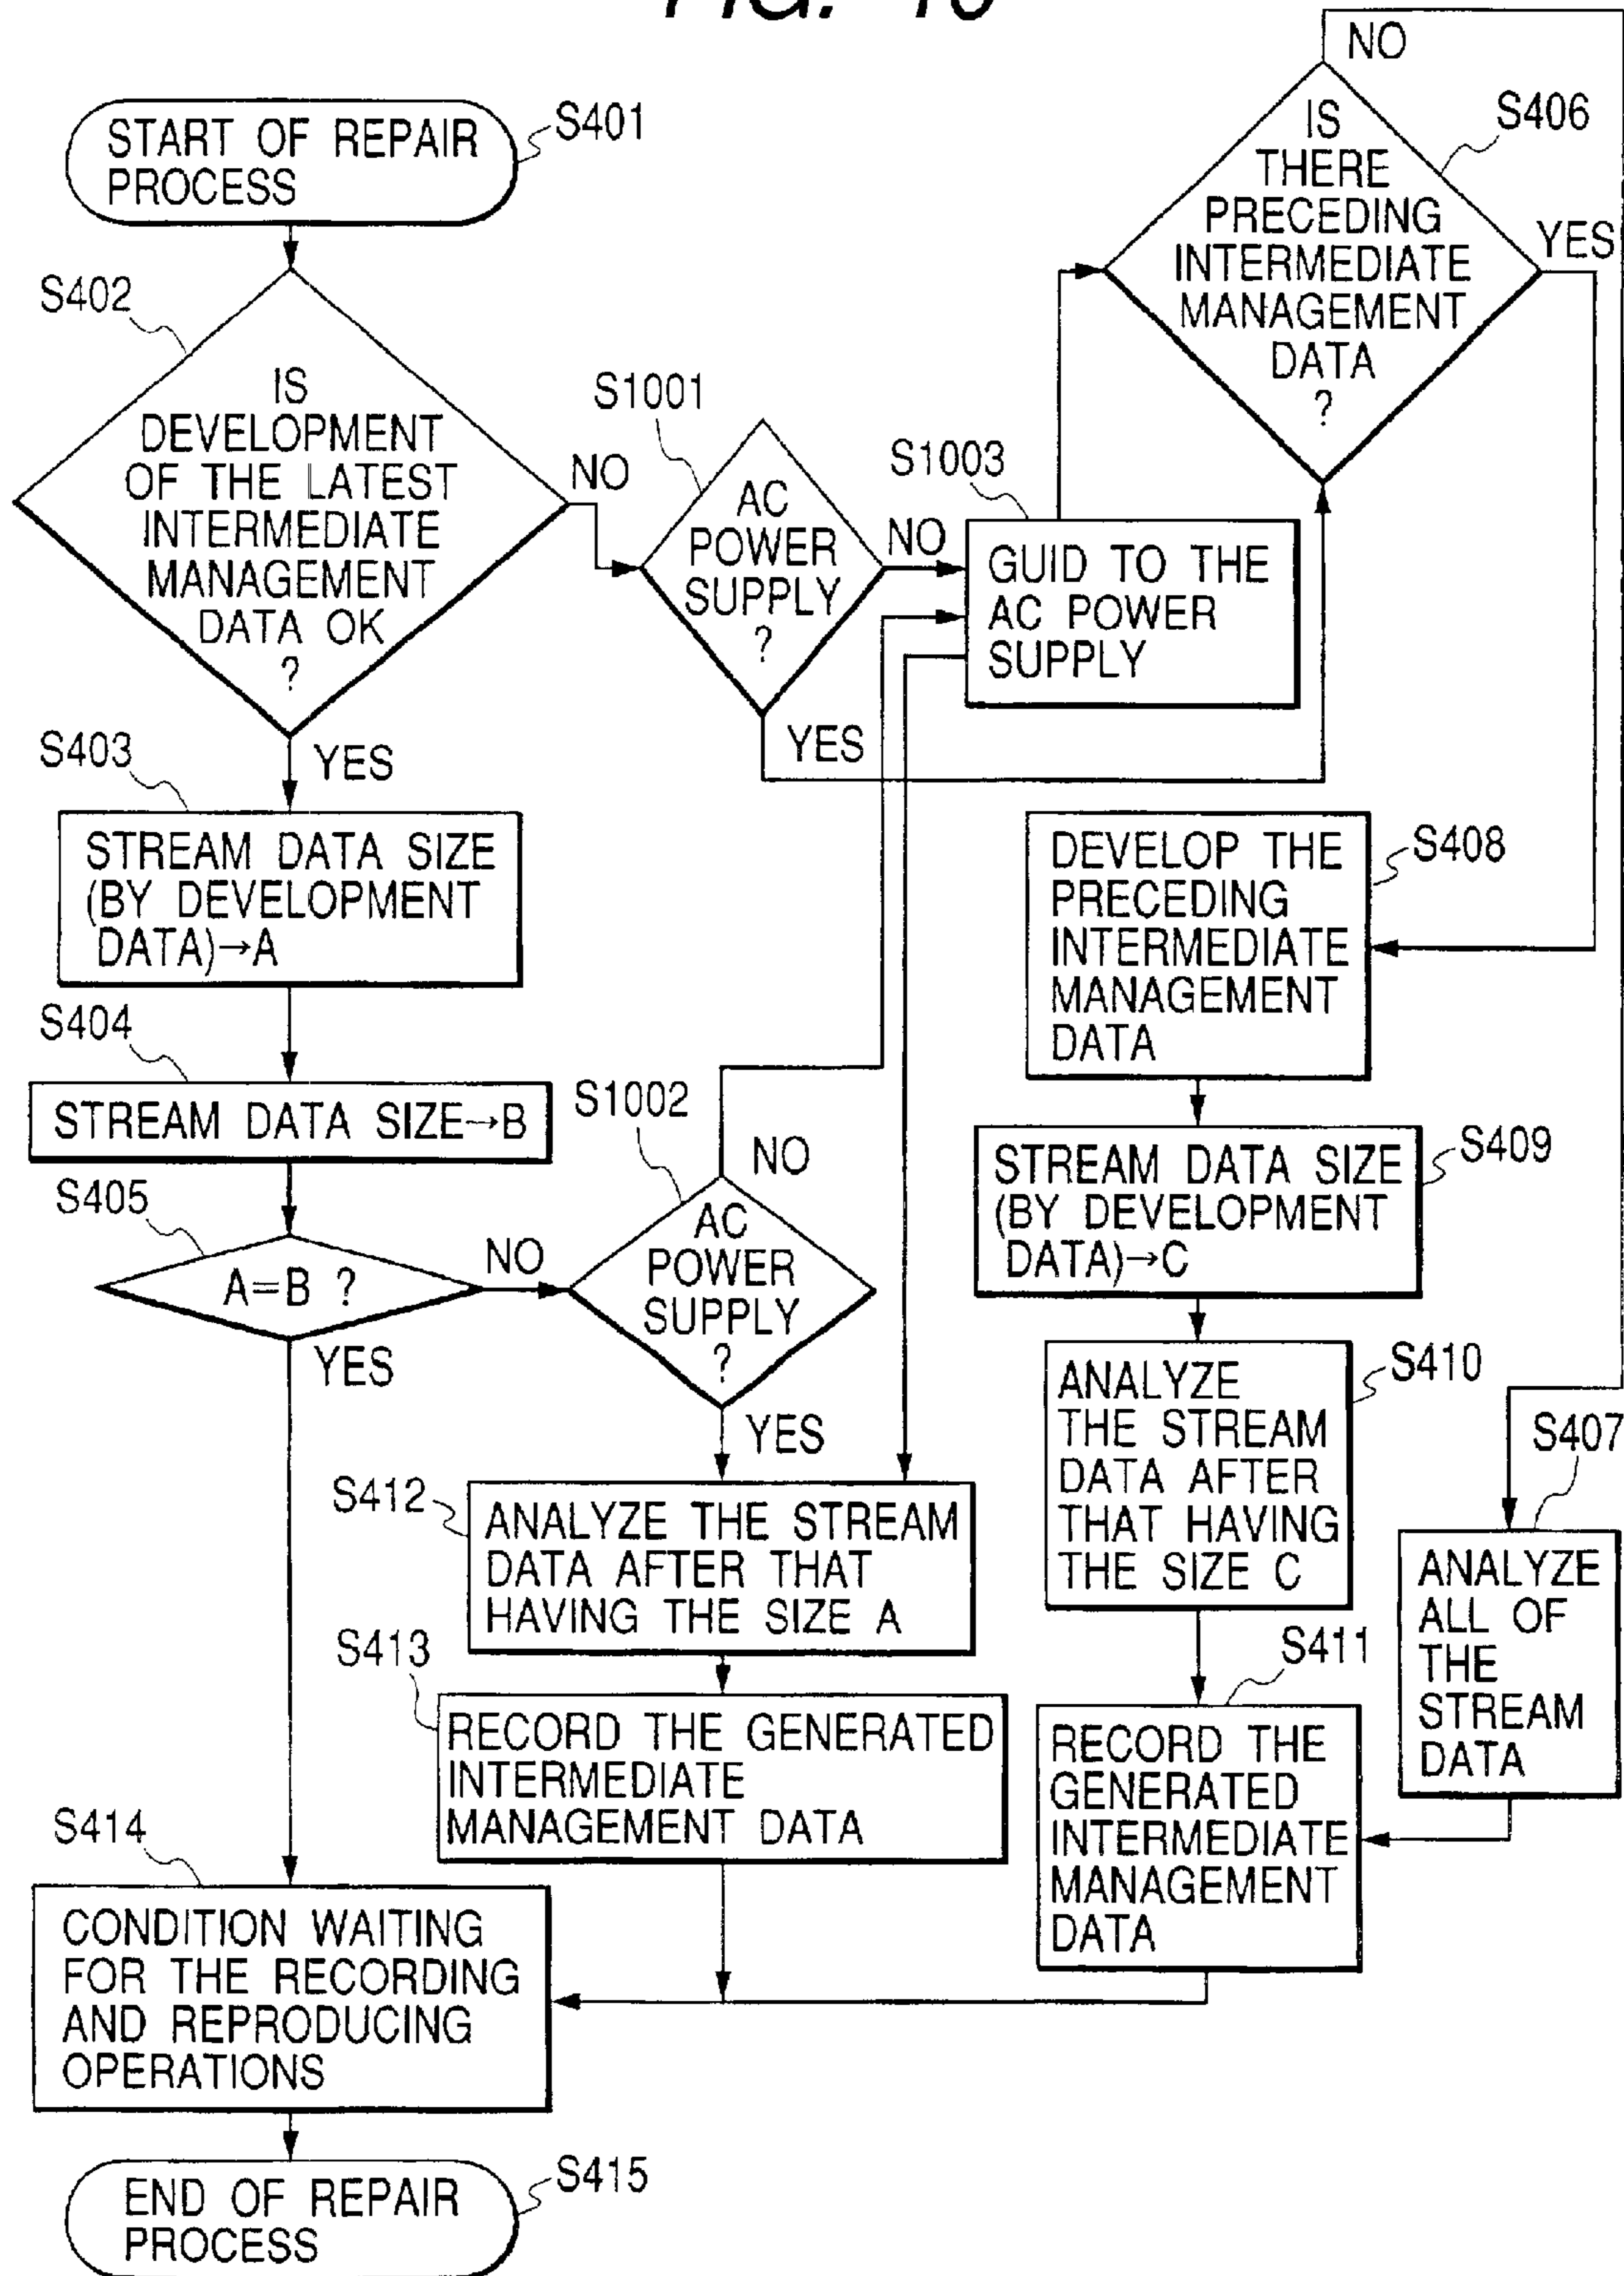 FIG. 10
START OF REPAIR
PROCESS
S401
S402
IS
DEVELOPMENT
OF THE LATEST
INTERMEDIATE
MANAGEMENT
DATA OK
?
NO
YES
S1001
AC
POWER
SUPPLY
?
NO
YES
S1003
GUID TO THE
AC POWER
SUPPLY
NO
IS
THERE
PRECEDING
INTERMEDIATE
MANAGEMENT
DATA
?
S406
YES
S403
STREAM DATA SIZE
(BY DEVELOPMENT
DATA)→A
S404
STREAM DATA SIZE→B
S405
A=B ?
NO
YES
S1002
NO
AC
POWER
SUPPLY
?
YES
S408
DEVELOP THE
PRECEDING
INTERMEDIATE
MANAGEMENT
DATA
S409
STREAM DATA SIZE
(BY DEVELOPMENT
DATA)→C
S410
ANALYZE
THE STREAM
DATA AFTER
THAT HAVING
THE SIZE C
S407
ANALYZE
ALL OF
THE
STREAM
DATA
S412
ANALYZE THE STREAM
DATA AFTER THAT
HAVING THE SIZE A
S413
RECORD THE GENERATED
INTERMEDIATE
MANAGEMENT DATA
S411
RECORD THE
GENERATED
INTERMEDIATE
MANAGEMENT
DATA
S414
CONDITION WAITING
FOR THE RECORDING
AND REPRODUCING
OPERATIONS
END OF REPAIR
PROCESS
S415